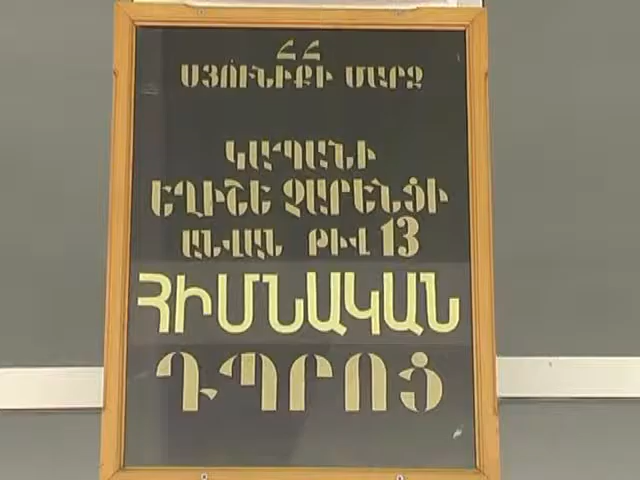 ՀՀ
ՍՅՈՒՆԻՔԻ ՄԱՐԶ
ԿԱՊԱՆԻ
ԵՂԻՇԵ ՉԱՐԵՆՑԻ
ԱՆՎԱՆ ԹԻՎ 13
ՀԻՄՆԱԿԱՆ
ԴՊՐՈՑ